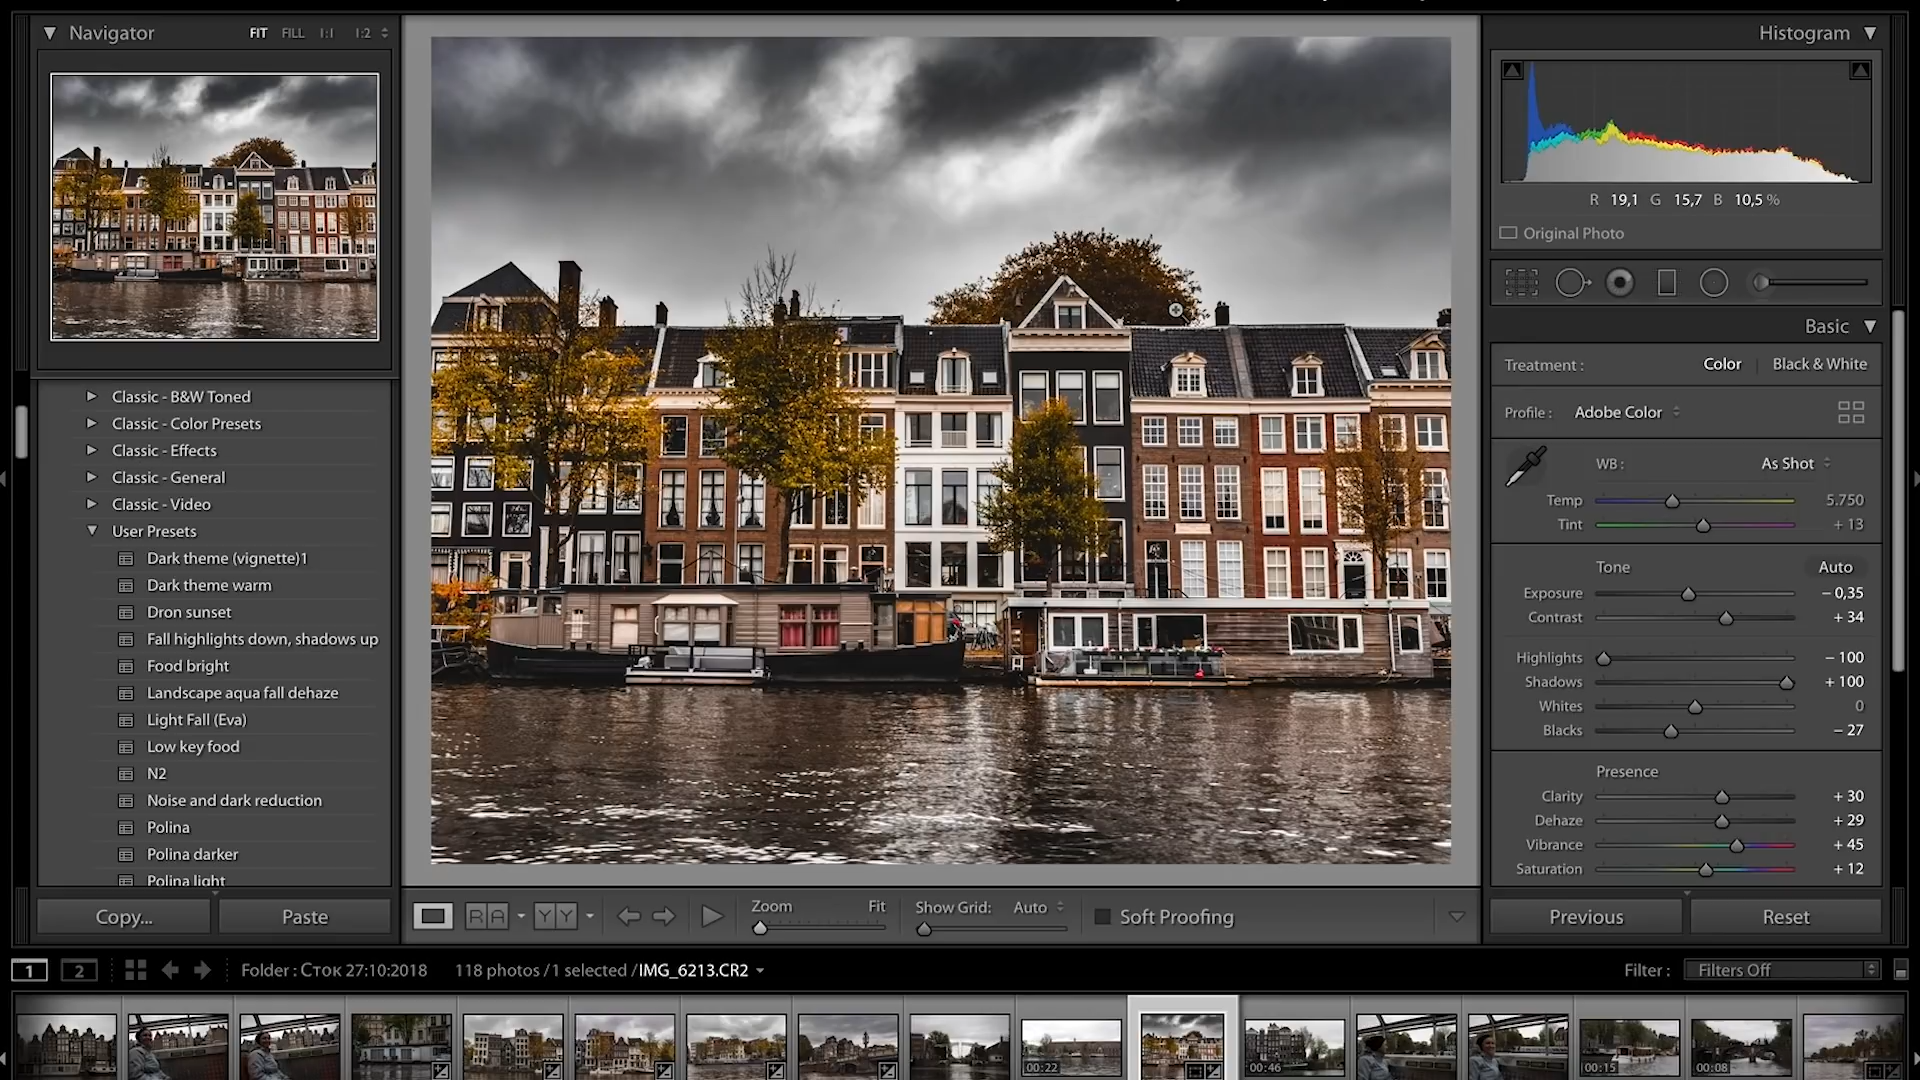 Navigator
FIT FILL 1:1 1:2
Classic - B&W Toned
Classic - Color Presets
Classic - Effects
Classic - General
Classic - Video
User Presets
Dark theme (vignette)1
Dark theme warm
Dron sunset
Fall highlights down, shadows up
Food bright
Landscape aqua fall dehaze
Light Fall (Eva)
Low key food
N2
Noise and dark reduction
Polina
Polina darker
Polina light
Copy... Paste
R A Y Y Zoom Fit Show Grid: Auto Soft Proofing
Histogram
R 19,1 G 15,7 B 10,5 %
Original Photo
Basic
Treatment : Color Black & White
Profile : Adobe Color
WB : As Shot
Temp 5.750
Tint + 13
Tone Auto
Exposure − 0,35
Contrast + 34
Highlights − 100
Shadows + 100
Whites 0
Blacks − 27
Presence
Clarity + 30
Dehaze + 29
Vibrance + 45
Saturation + 12
Previous Reset
1 2 Folder : Сток 27:10:2018 118 photos / 1 selected / IMG_6213.CR2 Filter : Filters Off
00:22 00:46 00:15 00:08